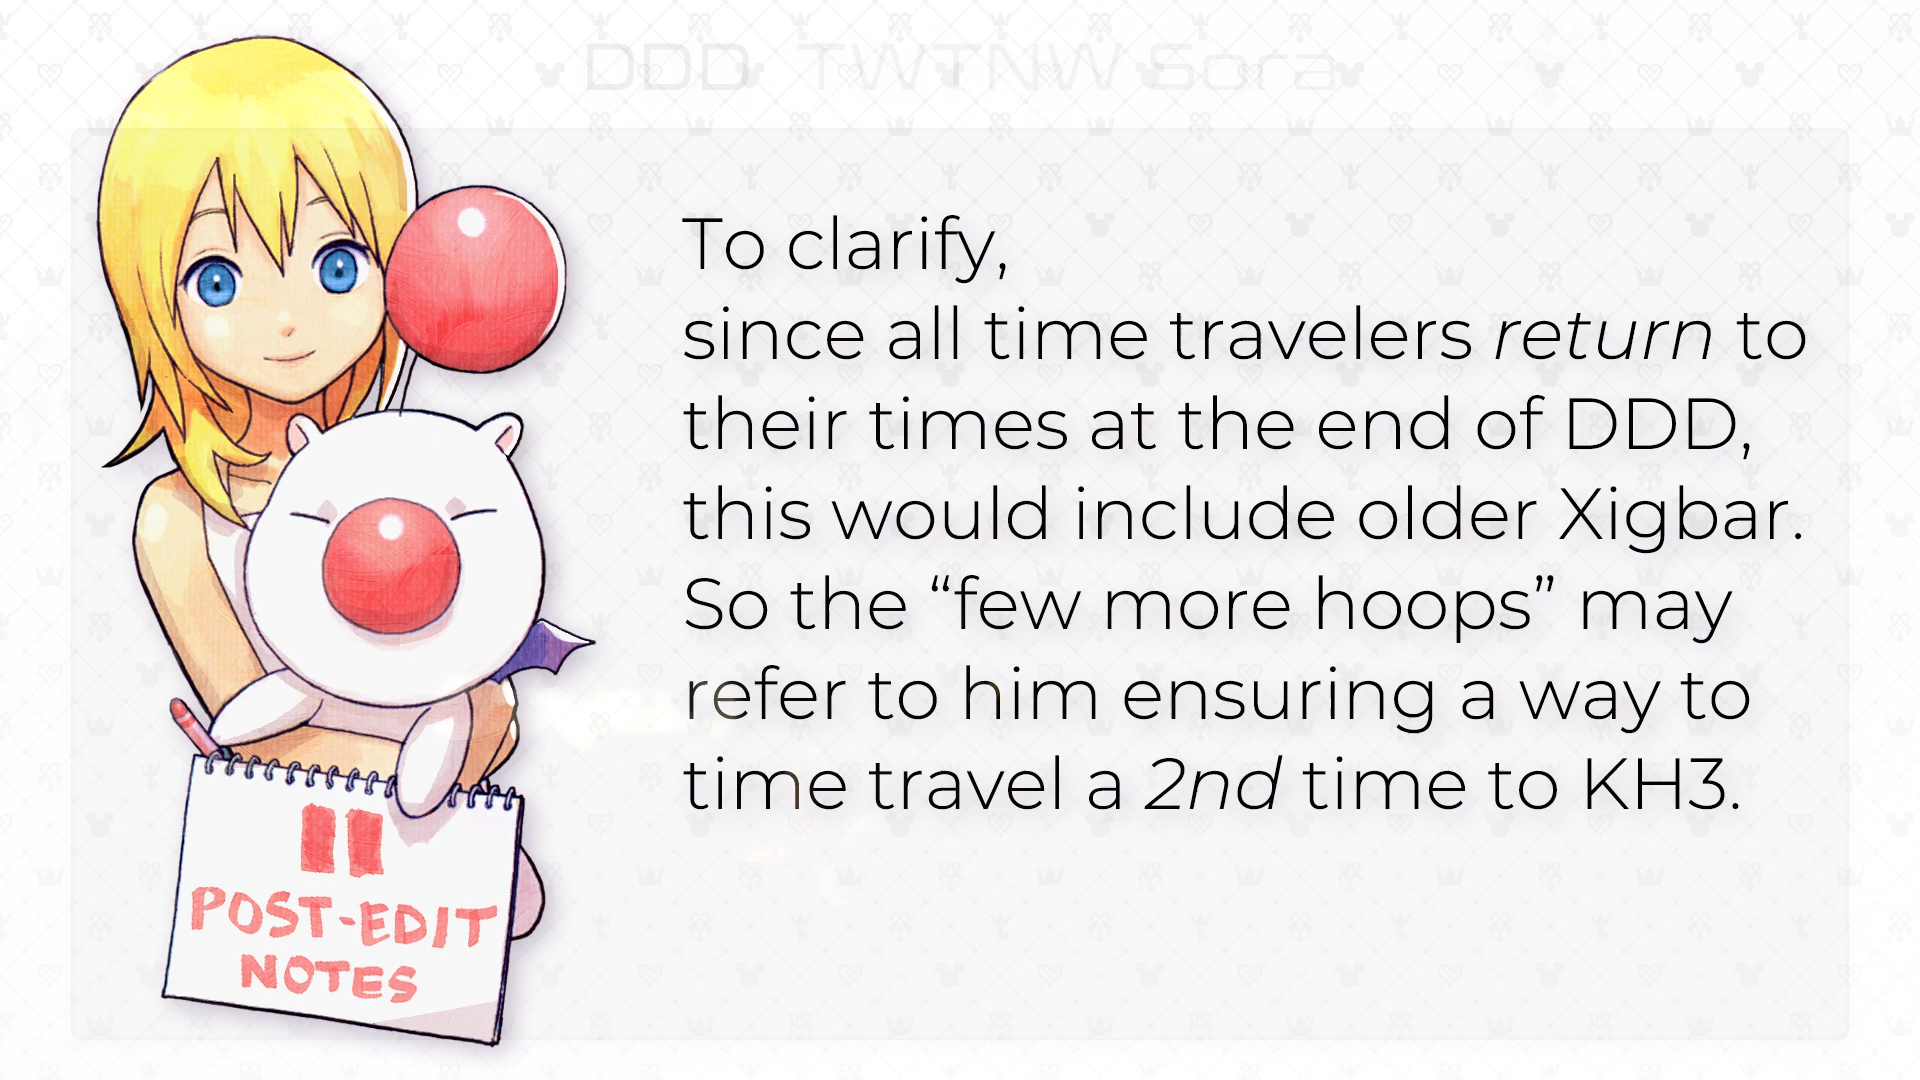 DDD TWTNW Sora
To clarify,
since all time travelers return to
their times at the end of DDD,
this would include older Xigbar.
So the “few more hoops” may
refer to him ensuring a way to
time travel a 2nd time to KH3.
POST-EDIT
NOTES